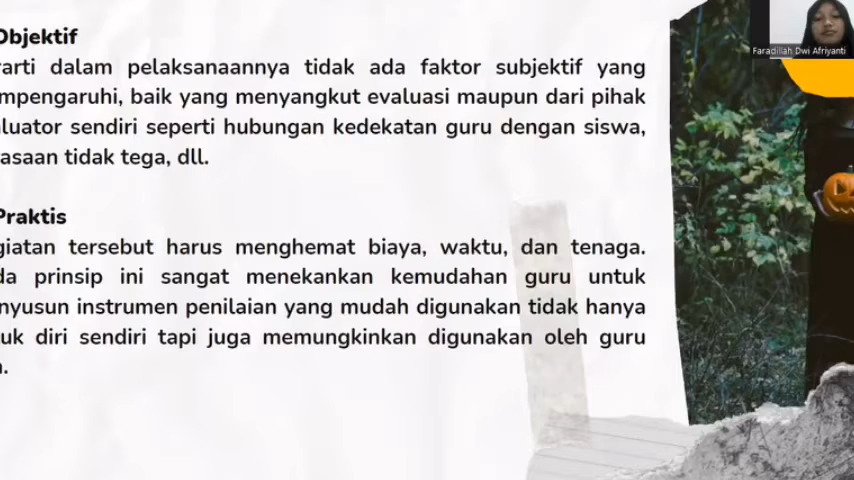 Objektif
arti dalam pelaksanaannya tidak ada faktor subjektif yang
mpengaruhi, baik yang menyangkut evaluasi maupun dari pihak
luator sendiri seperti hubungan kedekatan guru dengan siswa,
asaan tidak tega, dll.
Praktis
giatan tersebut harus menghemat biaya, waktu, dan tenaga.
da prinsip ini sangat menekankan kemudahan guru untuk
nyusun instrumen penilaian yang mudah digunakan tidak hanya
uk diri sendiri tapi juga memungkinkan digunakan oleh guru
Faradillah Dwi Afriyanti